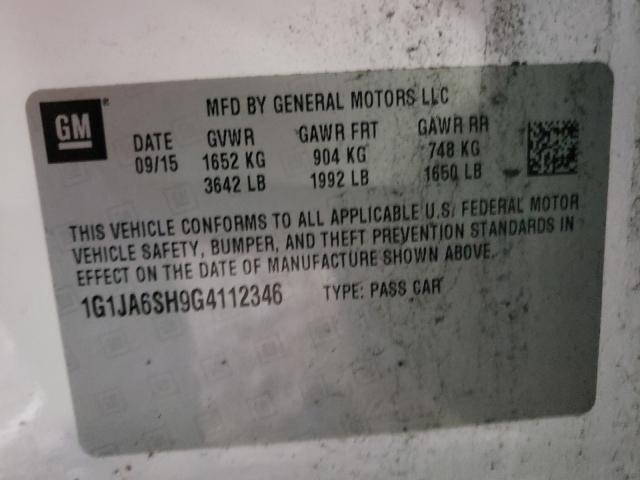 GM®
MFD BY GENERAL MOTORS LLC
DATE GVWR GAWR FRT GAWR RR
09/15 1652 KG 904 KG 748 KG
3642 LB 1992 LB 1650 LB
THIS VEHICLE CONFORMS TO ALL APPLICABLE U.S. FEDERAL MOTOR
VEHICLE SAFETY, BUMPER, AND THEFT PREVENTION STANDARDS IN
EFFECT ON THE DATE OF MANUFACTURE SHOWN ABOVE.
1G1JA6SH9G4112346 TYPE: PASS CAR